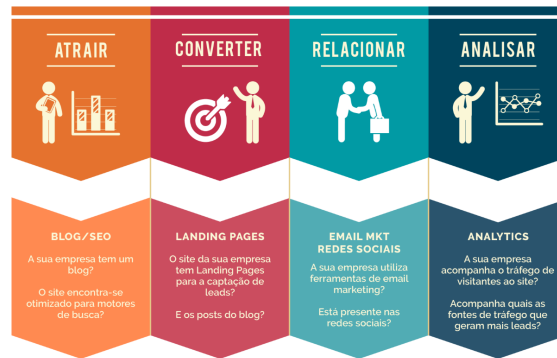 ATRAIR
CONVERTER
RELACIONAR
ANALISAR
BLOG/SEO
A sua empresa tem um
blog?
O site encontra-se
otimizado para motores
de busca?
LANDING PAGES
O site da sua empresa
tem Landing Pages
para a captação de
leads?
E os posts do blog?
EMAIL MKT
REDES SOCIAIS
A sua empresa utiliza
ferramentas de email
marketing?
Está presente nas
redes sociais?
ANALYTICS
A sua empresa
acompanha o tráfego de
visitantes ao site?
Acompanha quais as
fontes de tráfego que
geram mais leads?